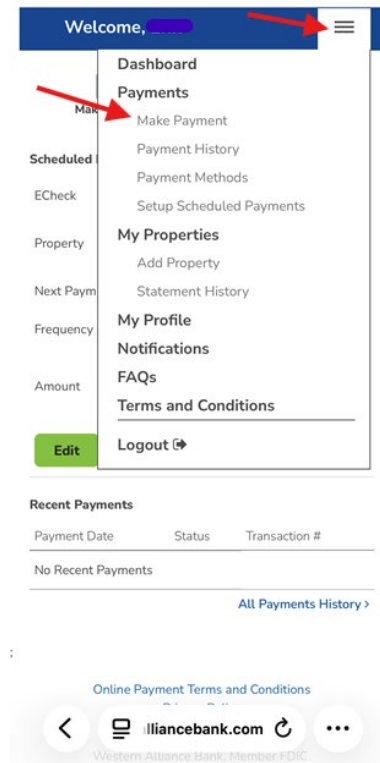 Welcome,
Dashboard
Payments
Make Payment
Payment History
Payment Methods
Setup Scheduled Payments
My Properties
Add Property
Statement History
My Profile
Notifications
FAQs
Terms and Conditions
Logout
Mak
Scheduled
ECheck
Property
Next Paym
Frequency
Amount
Edit
Recent Payments
Payment Date Status Transaction #
No Recent Payments
All Payments History >
;
Online Payment Terms and Conditions
lliancebank.com
Western Alliance Bank, Member FDIC